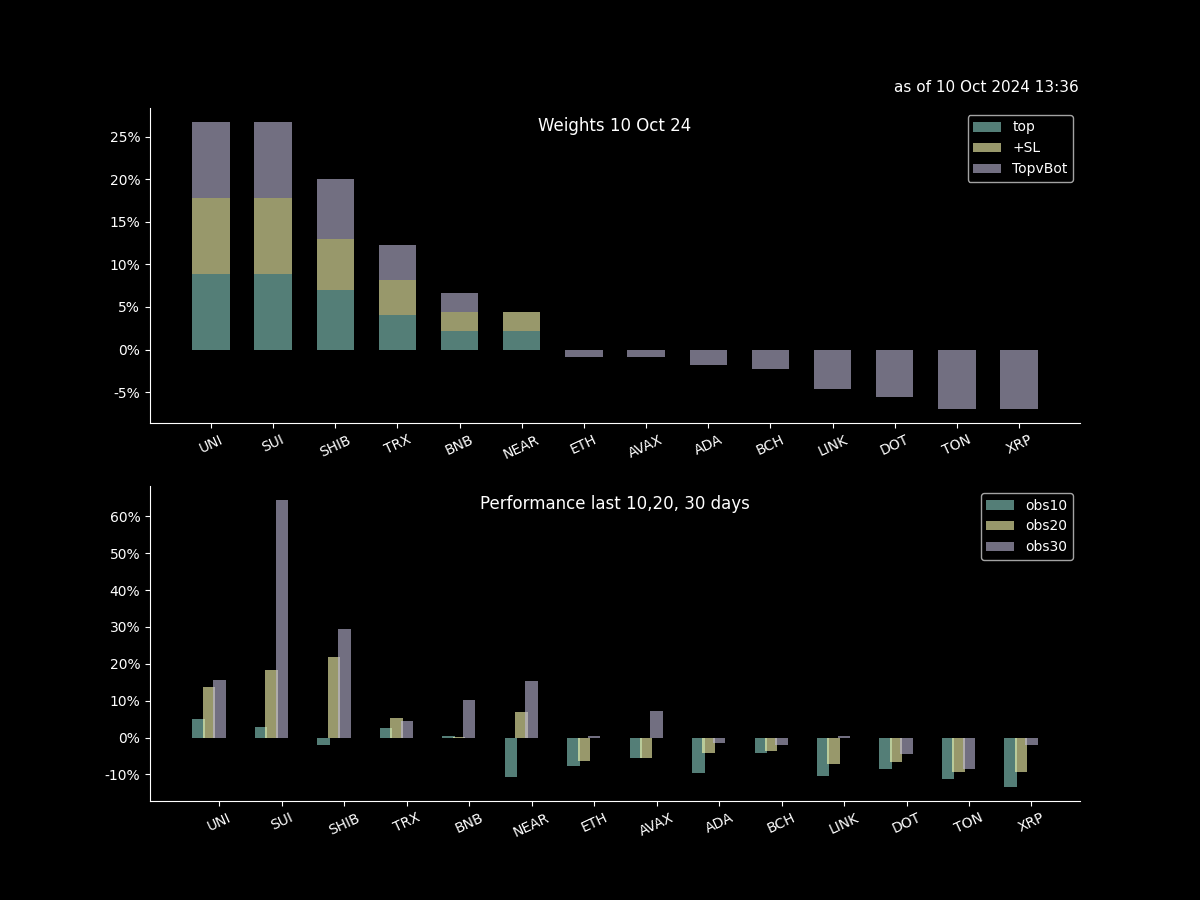 as of 10 Oct 2024 13:36
Weights 10 Oct 24
top
+SL
TopvBot
25%
20%
15%
10%
5%
0%
-5%
UNI SUI SHIB TRX BNB NEAR ETH AVAX ADA BCH LINK DOT TON XRP
Performance last 10,20, 30 days
obs10
obs20
obs30
60%
50%
40%
30%
20%
10%
0%
-10%
UNI SUI SHIB TRX BNB NEAR ETH AVAX ADA BCH LINK DOT TON XRP